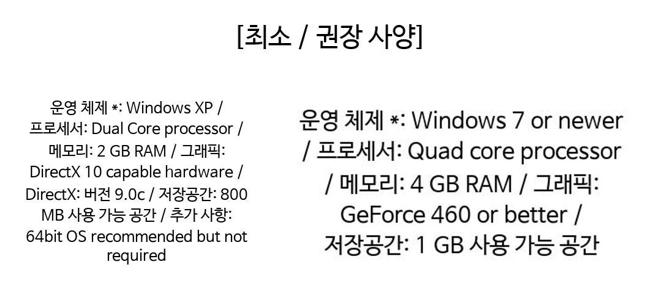 [최소 / 권장 사양]
운영 체제 *: Windows XP /
프로세서: Dual Core processor /
메모리: 2 GB RAM / 그래픽:
DirectX 10 capable hardware /
DirectX: 버전 9.0c / 저장공간: 800
MB 사용 가능 공간 / 추가 사항:
64bit OS recommended but not
required
운영 체제 *: Windows 7 or newer
/ 프로세서: Quad core processor
/ 메모리: 4 GB RAM / 그래픽:
GeForce 460 or better /
저장공간: 1 GB 사용 가능 공간